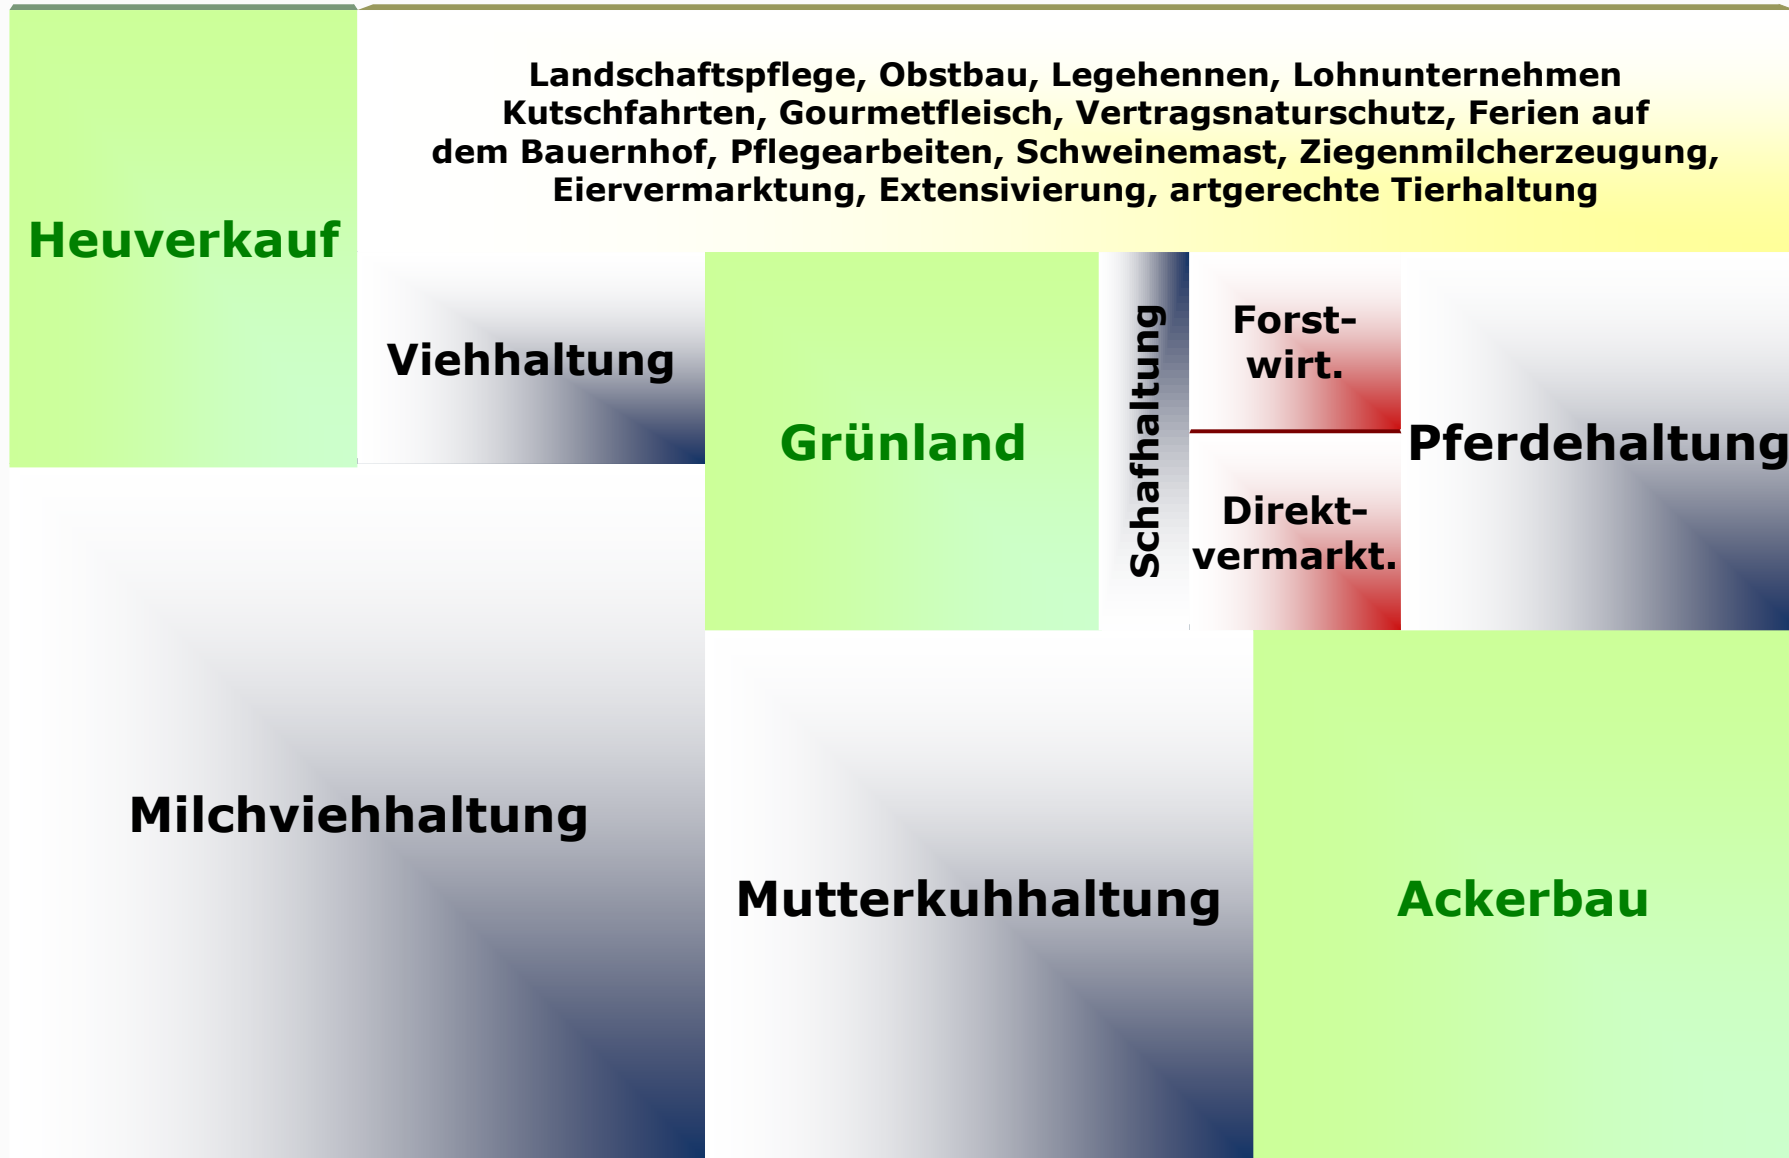 Landschaftspflege, Obstbau, Legehennen, Lohnunternehmen
Kutschfahrten, Gourmetfleisch, Vertragsnaturschutz, Ferien auf
dem Bauernhof, Pflegearbeiten, Schweinemast, Ziegenmilcherzeugung,
Eiervermarktung, Extensivierung, artgerechte Tierhaltung
Heuverkauf
Viehhaltung
Grünland
Schafhaltung
Forst-
wirt.
Direkt-
vermarkt.
Pferdehaltung
Milchviehhaltung
Mutterkuhhaltung
Ackerbau